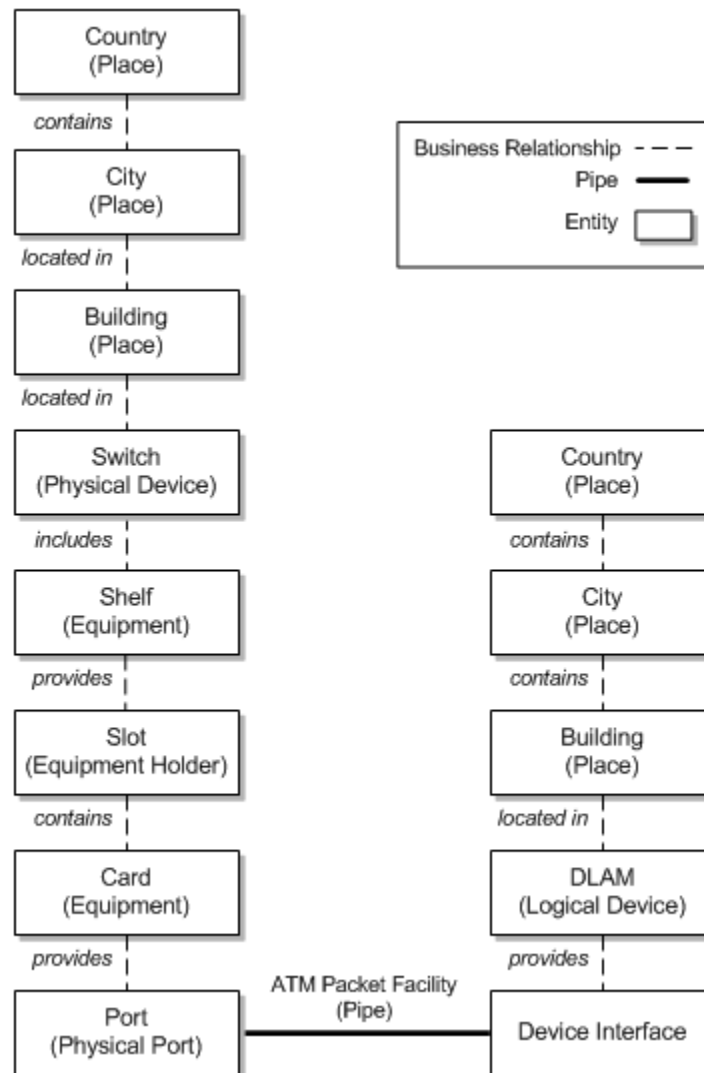 Country
(Place)
contains
City
(Place)
located in
Building
(Place)
located in
Switch
(Physical Device)
includes
Shelf
(Equipment)
provides
Slot
(Equipment Holder)
contains
Card
(Equipment)
provides
Port
(Physical Port)
ATM Packet Facility
(Pipe)
Business Relationship
Pipe
Entity
Country
(Place)
contains
City
(Place)
contains
Building
(Place)
located in
DLAM
(Logical Device)
provides
Device Interface